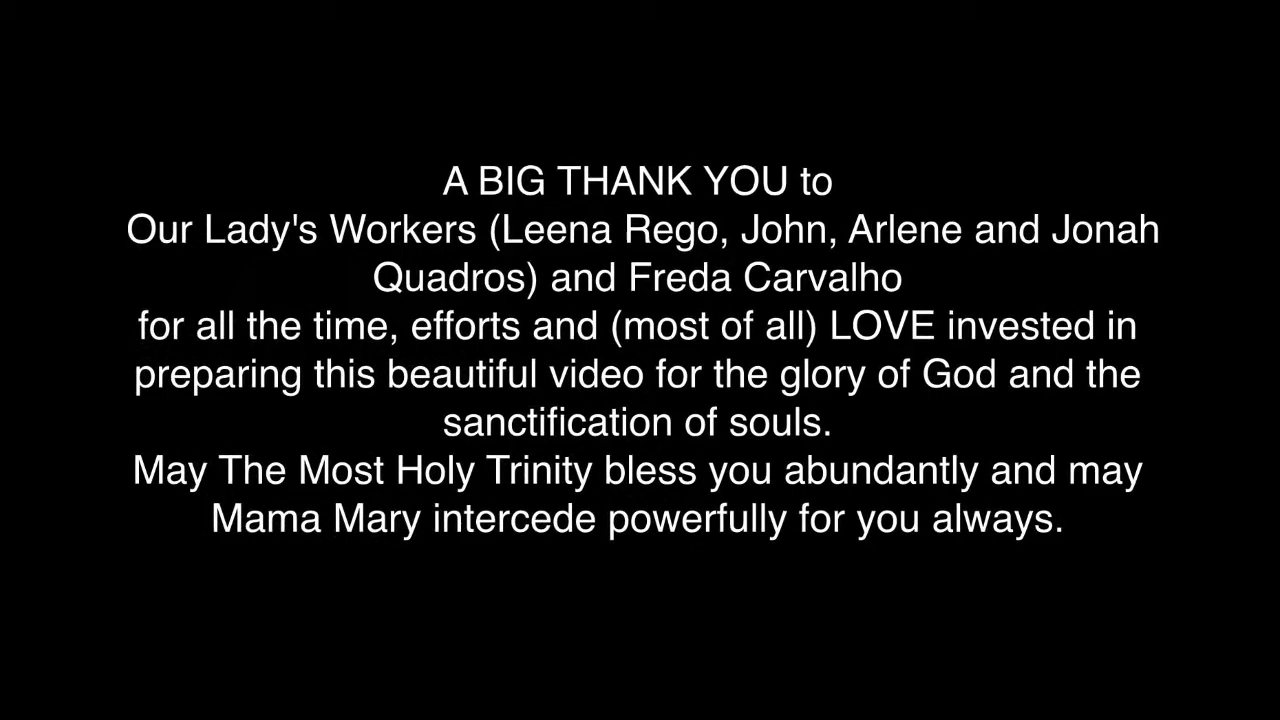 A BIG THANK YOU to
Our Lady's Workers (Leena Rego, John, Arlene and Jonah
Quadros) and Freda Carvalho
for all the time, efforts and (most of all) LOVE invested in
preparing this beautiful video for the glory of God and the
sanctification of souls.
May The Most Holy Trinity bless you abundantly and may
Mama Mary intercede powerfully for you always.